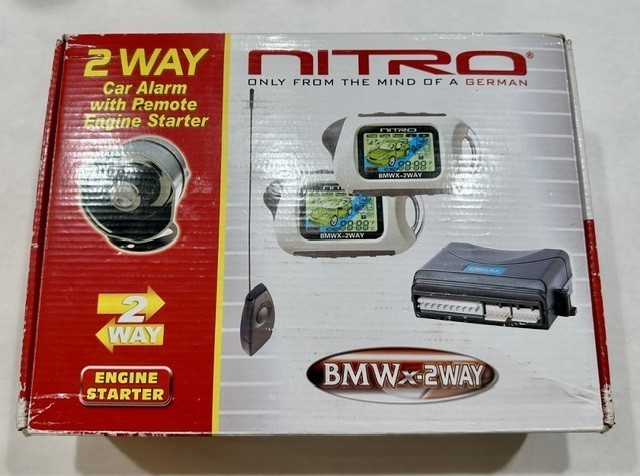 2 WAY
Car Alarm
with Remote
Engine Starter
NITRO®
ONLY FROM THE MIND OF A GERMAN
NITRO
BMWX-2WAY
BMWX-2WAY
2
WAY
ENGINE
STARTER
BMWx-2WAY